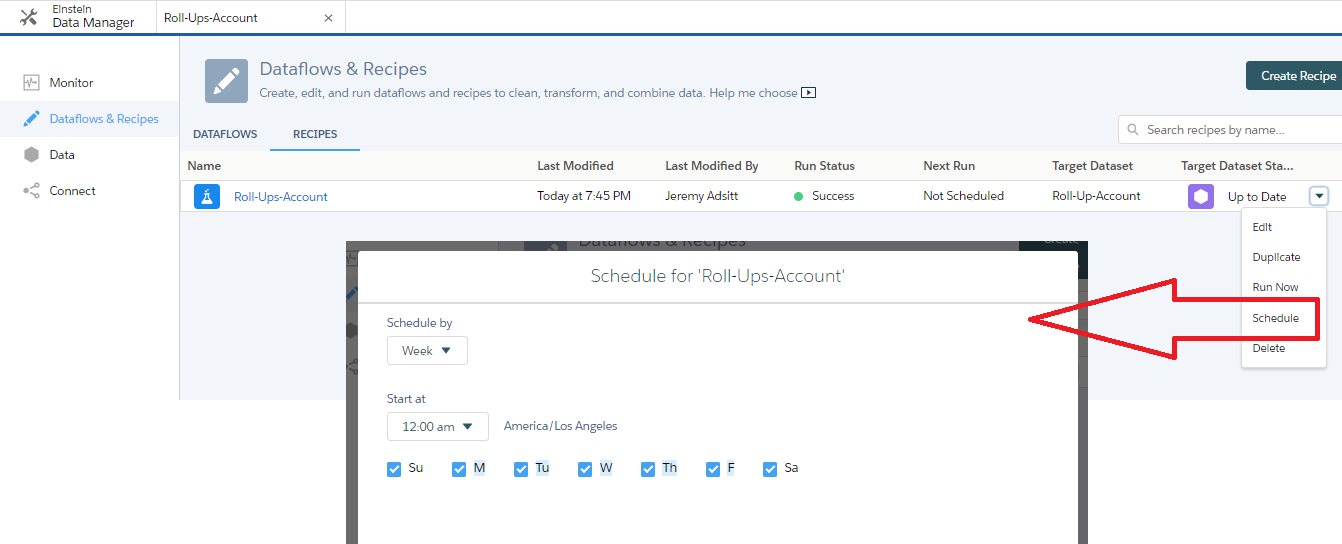 Einstein
Data Manager
Roll-Ups-Account
Monitor
Dataflows & Recipes
Data
Connect
Dataflows & Recipes
Create, edit, and run dataflows and recipes to clean, transform, and combine data. Help me choose
Create Recipe
DATAFLOWS RECIPES
Search recipes by name...
Name Last Modified Last Modified By Run Status Next Run Target Dataset Target Dataset Sta...
Roll-Ups-Account Today at 7:45 PM Jeremy Adsitt Success Not Scheduled Roll-Up-Account Up to Date
Edit
Duplicate
Run Now
Schedule
Delete
Dataflows & Recipes
Create
Schedule for 'Roll-Ups-Account'
Schedule by
Week
Start at
12:00 am America/Los Angeles
Su M Tu W Th F Sa